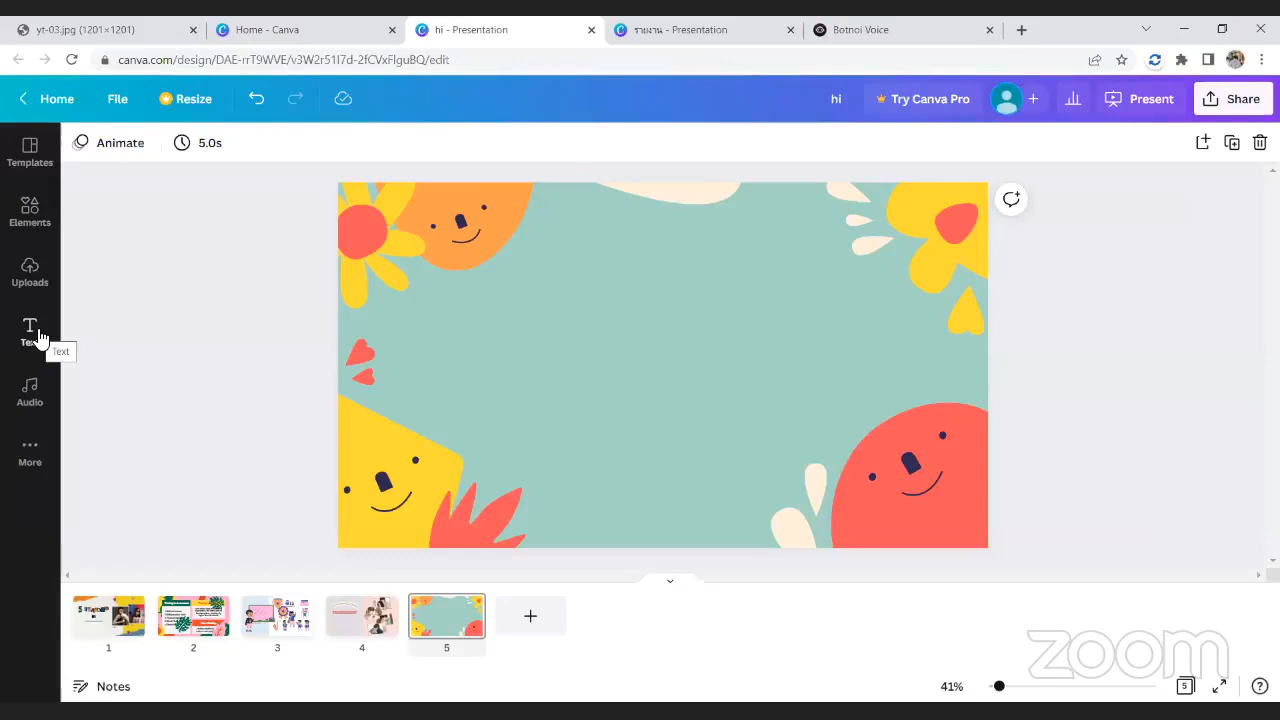 yt-03.jpg (1201×1201)
Home - Canva
hi - Presentation
รายงาน - Presentation
Botnoi Voice
canva.com/design/DAE-rrT9WVE/v3W2r51I7d-2fCVxFIguBQ/edit
Home
File
Resize
hi
Try Canva Pro
Present
Share
Templates
Animate
5.0s
Elements
Uploads
Text
Text
Audio
More
1
2
3
4
5
Notes
41%
5
zoom